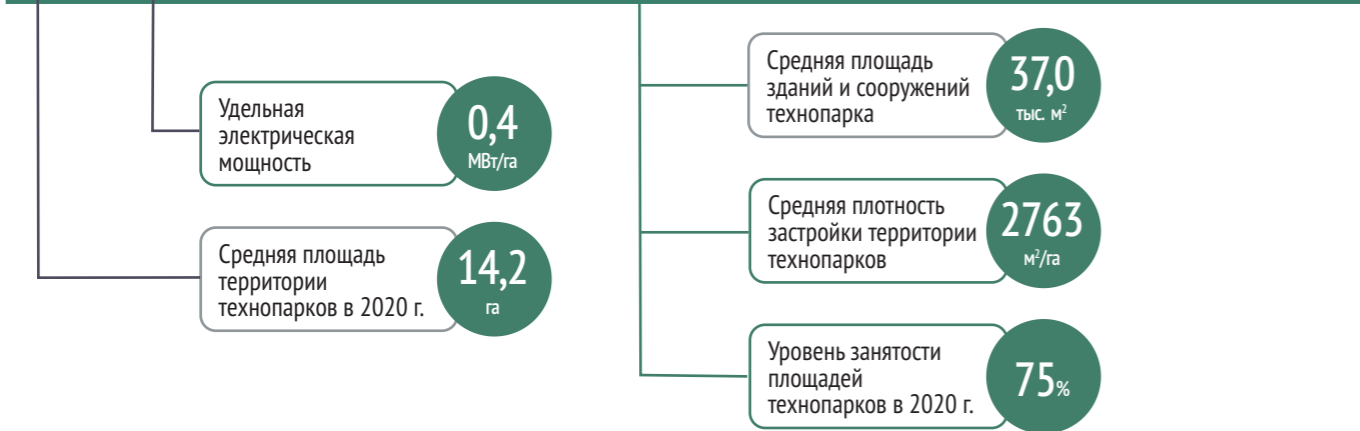 Удельная
электрическая
мощность
0,4
МВт/га
Средняя площадь
территории
технопарков в 2020 г.
14,2
га
Средняя площадь
зданий и сооружений
технопарка
37,0
тыс. м²
Средняя плотность
застройки территории
технопарков
2763
м²/га
Уровень занятости
площадей
технопарков в 2020 г.
75%